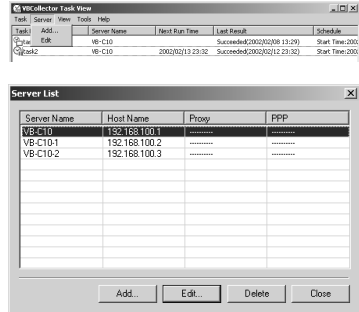 VBCollector Task View
Task Server View Tools Help
Server Name Next Run Time Last Result Schedule
Add...
VB-C10 Succeeded(2002/02/08 13:29) Start Time:200
Edit
task2 VB-C10 2002/02/13 23:32 Succeeded(2002/02/12 23:32) Start Time:200
Server List
Server Name Host Name Proxy PPP
VB-C10 192.168.100.1 ---------- ----------
VB-C10-1 192.168.100.2 ---------- ----------
VB-C10-2 192.168.100.3 ---------- ----------
Add... Edit... Delete Close